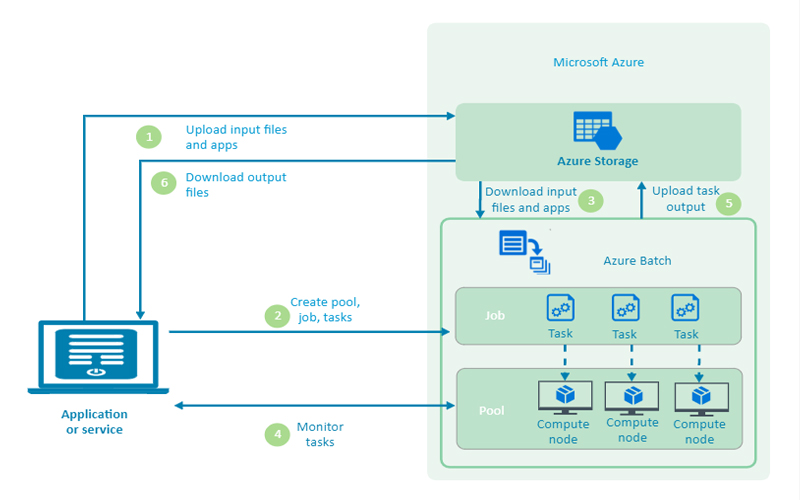 Microsoft Azure
1
Upload input files
and apps
Azure Storage
6
Download output
files
Download input
files and apps
3
Upload task
output
5
Azure Batch
2
Create pool,
job, tasks
Job
Task
Task
Task
Application
or service
4
Monitor
tasks
Pool
Compute
node
Compute
node
Compute
node